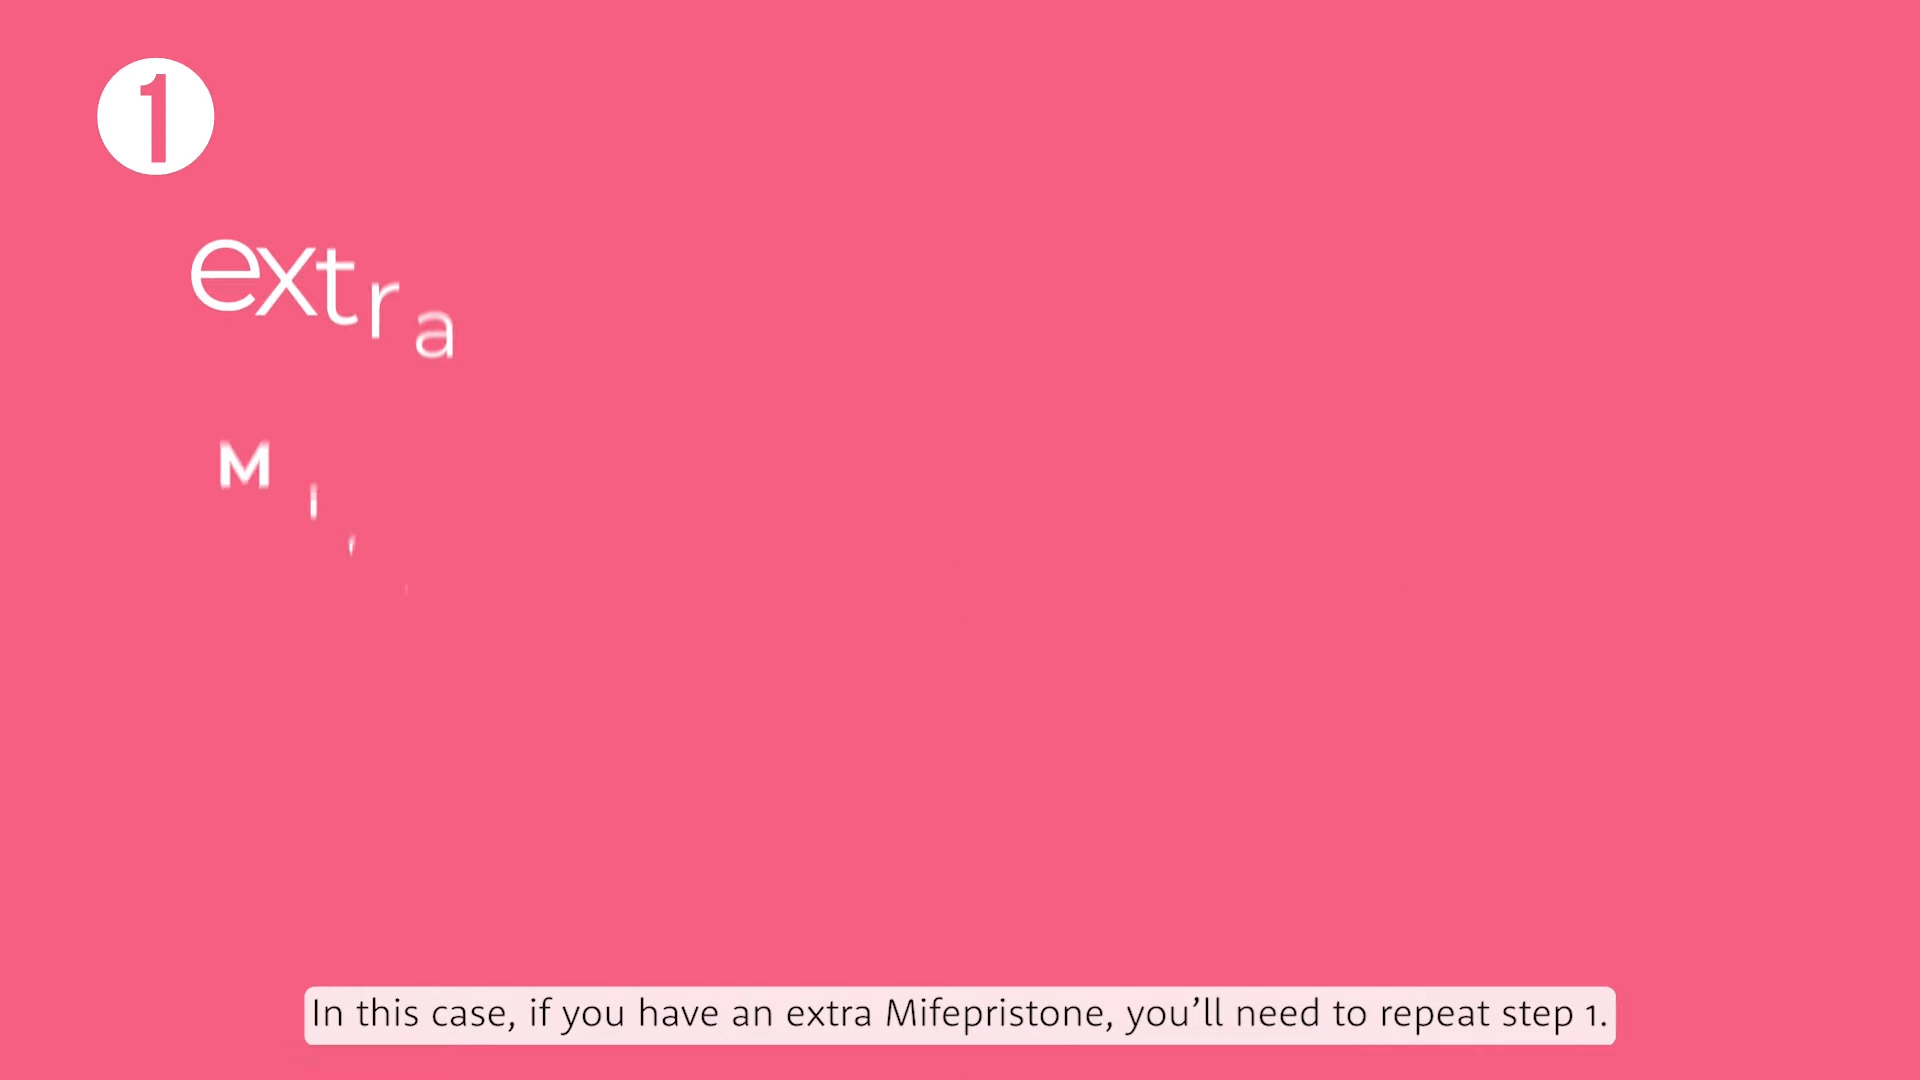 1
extra
M
In this case, if you have an extra Mifepristone, you’ll need to repeat step 1.